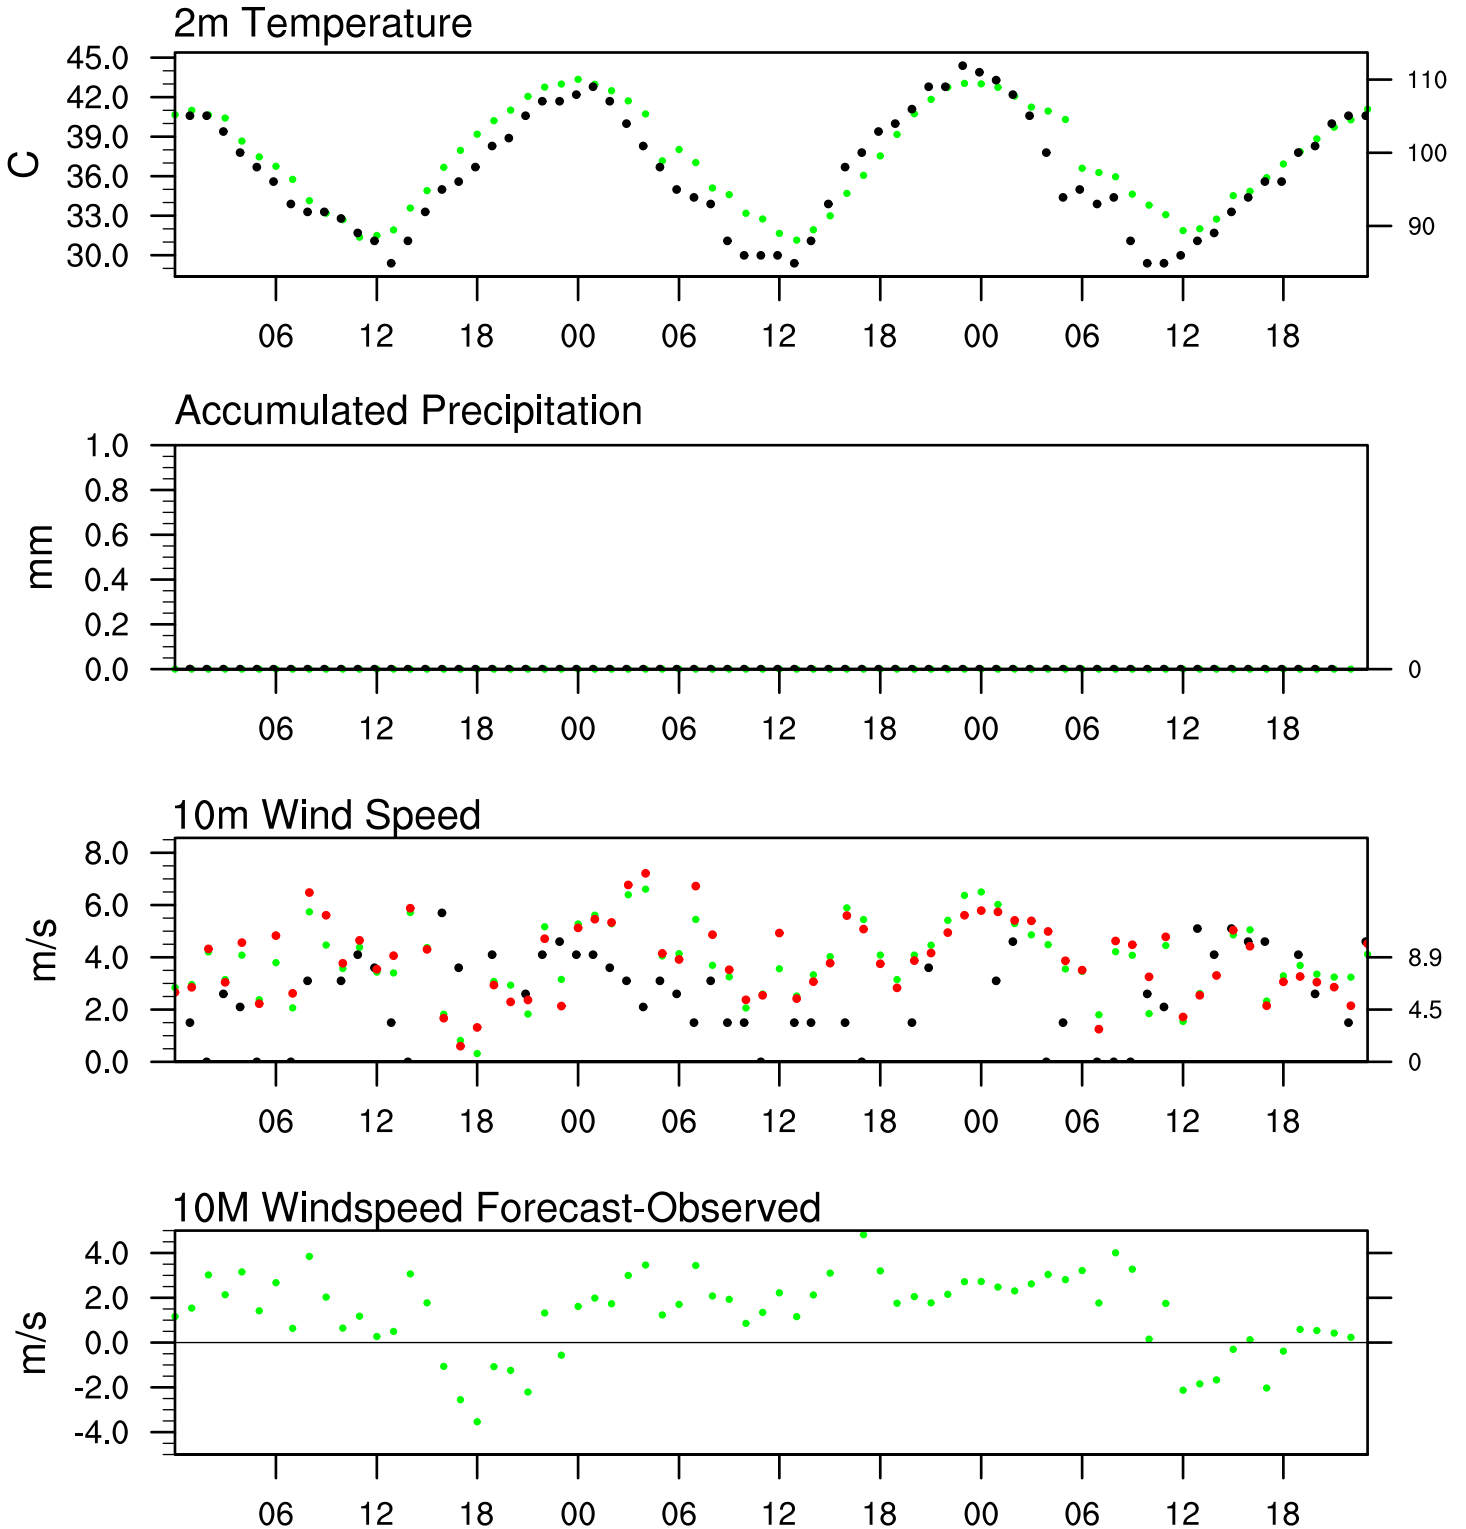 2m Temperature
45.0
42.0
39.0
36.0
33.0
30.0
C
110
100
90
06 12 18 00 06 12 18 00 06 12 18
Accumulated Precipitation
1.0
0.8
0.6
0.4
0.2
0.0
mm
0
06 12 18 00 06 12 18 00 06 12 18
10m Wind Speed
8.0
6.0
4.0
2.0
0.0
m/s
8.9
4.5
0
06 12 18 00 06 12 18 00 06 12 18
10M Windspeed Forecast-Observed
4.0
2.0
0.0
-2.0
-4.0
m/s
06 12 18 00 06 12 18 00 06 12 18